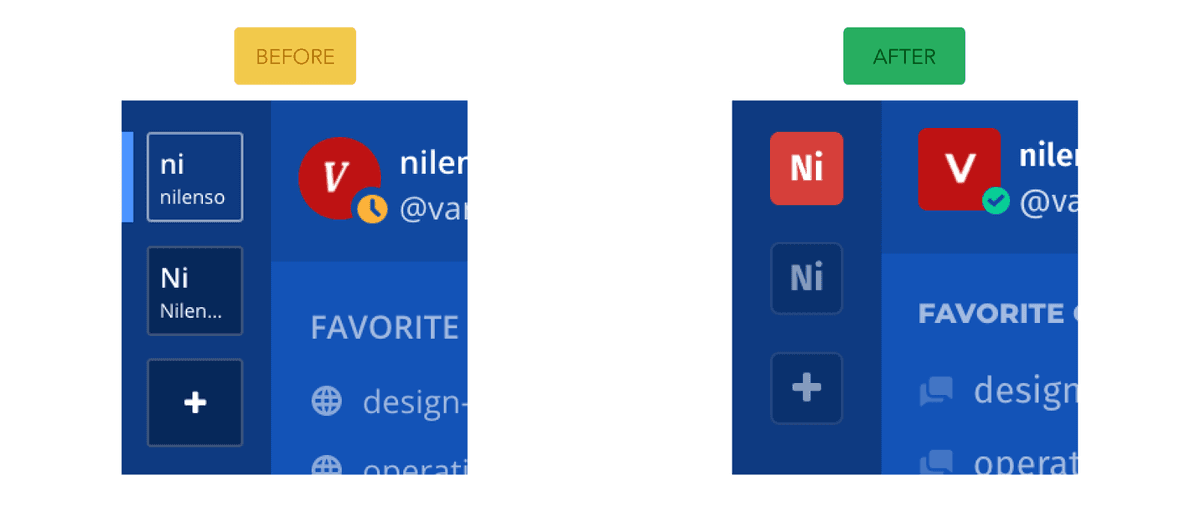 BEFORE
ni
nilenso
Ni
Nilen...
+
V
niler
@var
FAVORITE
design-
operati
AFTER
Ni
Ni
+
V
nilen
@va
FAVORITE
design
operat